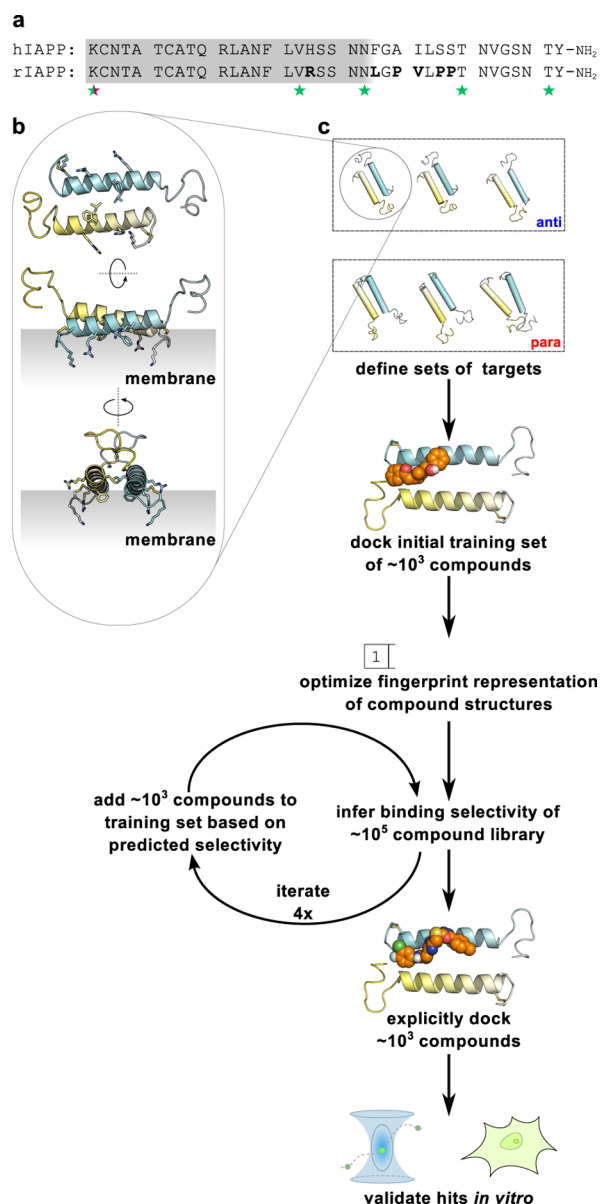 a
hIAPP: KCNTA TCATQ RLANF LVHSS NNFGA ILSST NVGSN TY-NH2
rIAPP: KCNTA TCATQ RLANF LVRSS NNLGP VLPPT NVGSN TY-NH2
b
c
anti
para
membrane
membrane
define sets of targets
dock initial training set
of ~10³ compounds
1
optimize fingerprint representation
of compound structures
add ~10³ compounds to
training set based on
predicted selectivity
infer binding selectivity of
~10⁵ compound library
iterate
4x
explicitly dock
~10³ compounds
validate hits in vitro